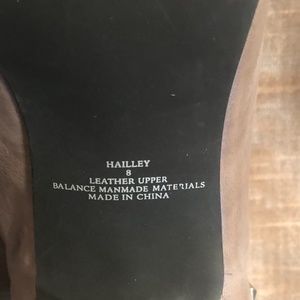 HAILLEY
8
LEATHER UPPER
BALANCE MANMADE MATERIALS
MADE IN CHINA